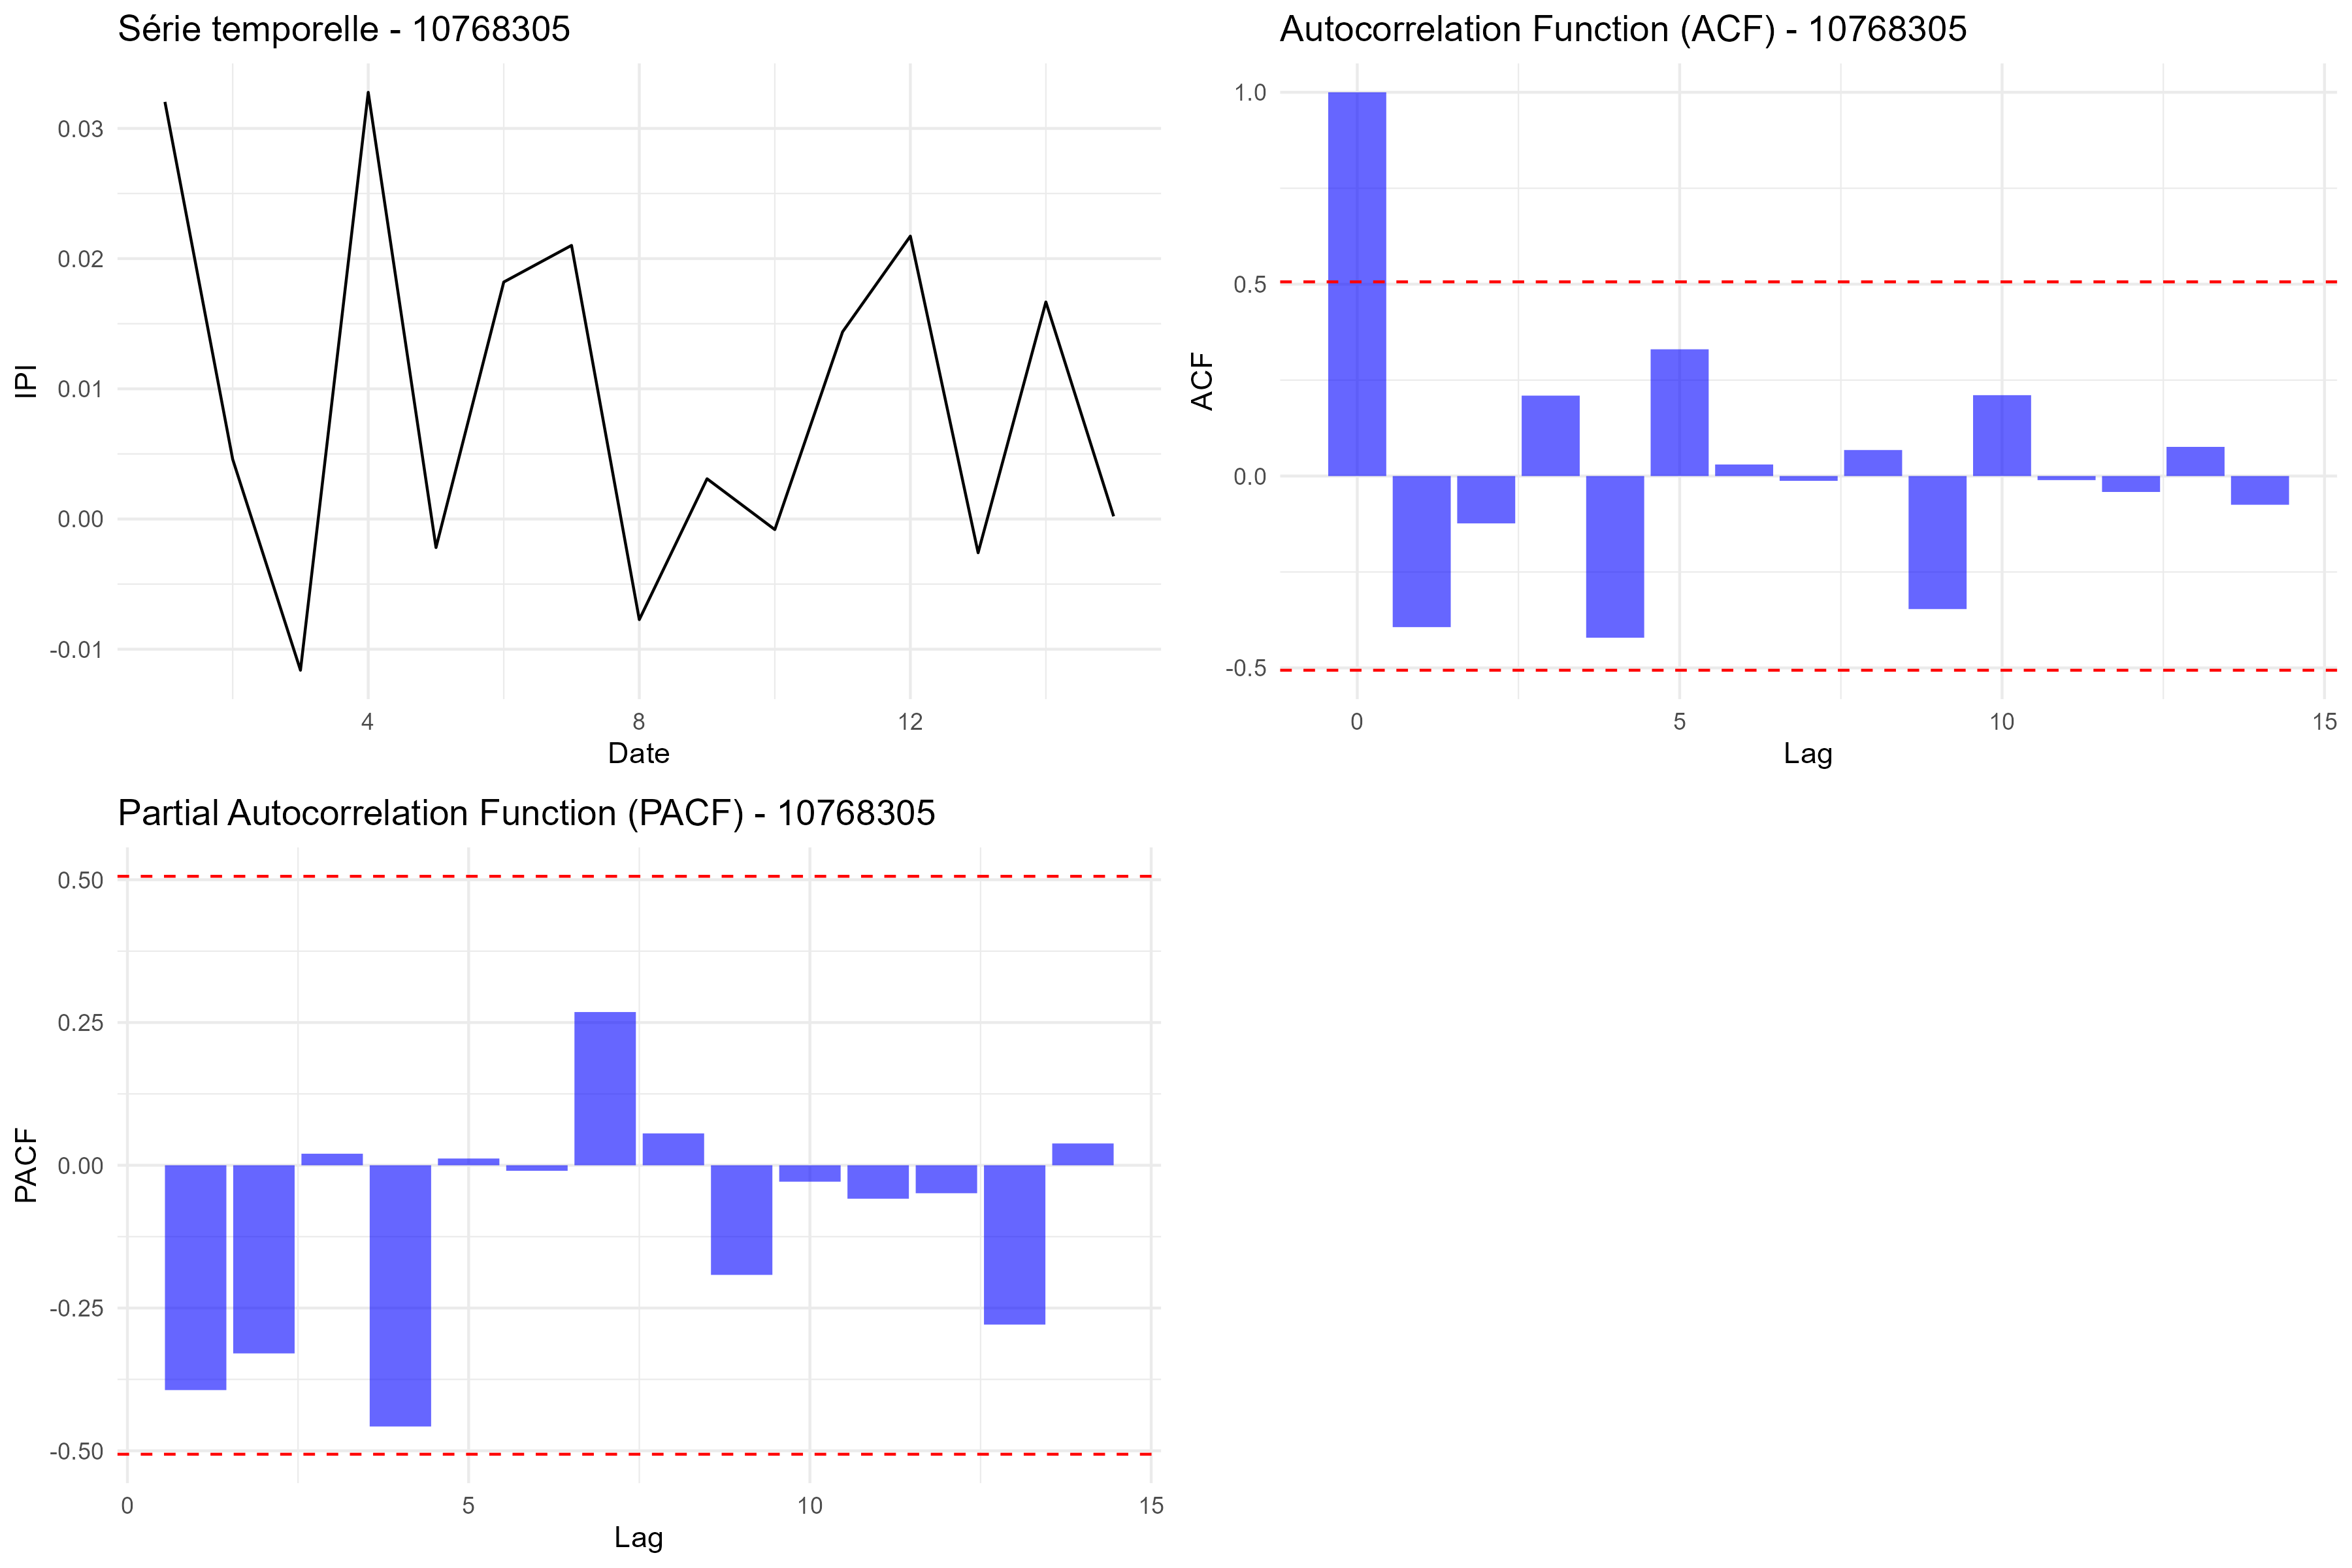 Série temporelle - 10768305
IPI
0.03
0.02
0.01
0.00
-0.01
4 8 12
Date
Autocorrelation Function (ACF) - 10768305
ACF
1.0
0.5
0.0
-0.5
0 5 10 15
Lag
Partial Autocorrelation Function (PACF) - 10768305
PACF
0.50
0.25
0.00
-0.25
-0.50
0 5 10 15
Lag